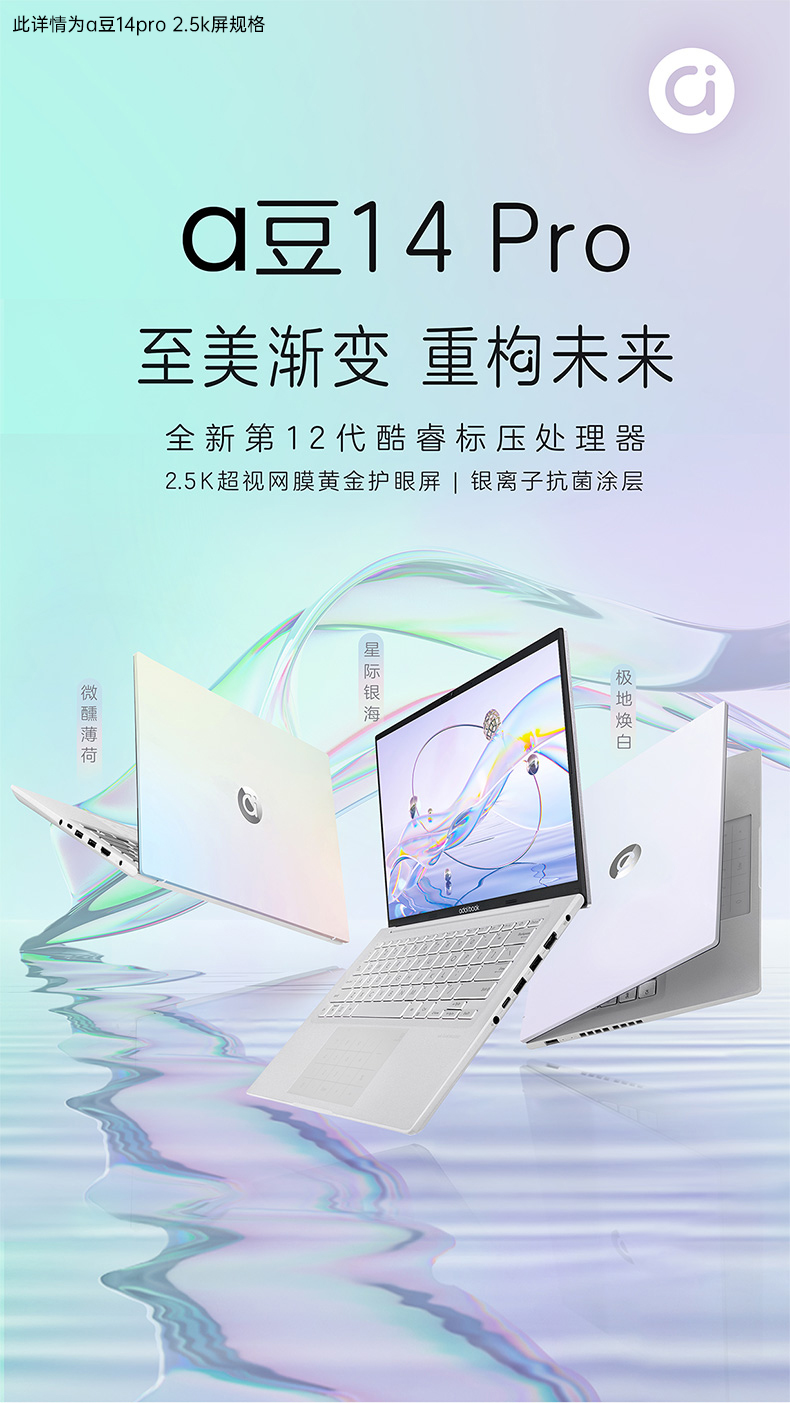 此详情为a豆14pro 2.5k屏规格
a豆14 Pro
至美渐变 重构未来
全新第12代酷睿标压处理器
2.5K超视网膜黄金护眼屏 | 银离子抗菌涂层
微醺薄荷
星际银海
极地焕白
adolbook